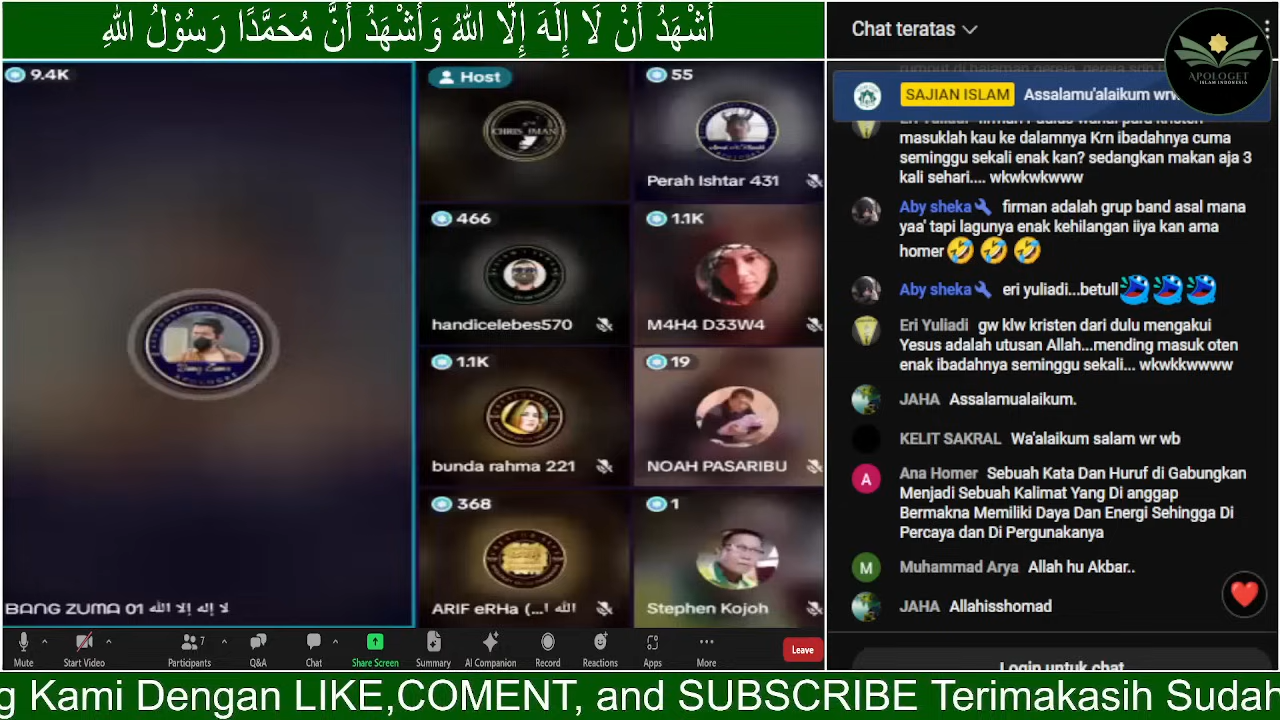 أَشْهَدُ أَنْ لَا إِلَهَ إِلَّا اللهُ وَأَشْهَدُ أَنَّ مُحَمَّدًا رَسُوْلُ اللهِ
9.4K
BANG ZUMA 01 لا إله إلا الله
Host
CHRIS_IMAN
55
Perah Ishtar 431
466
handicelebes570
1.1K
M4H4 D33W4
1.1K
bunda rahma 221
19
NOAH PASARIBU
368
ARIF eRHa (...! الله
1
Stephen Kojoh
Mute
Start Video
7
Participants
Q&A
Chat
Share Screen
Summary
AI Companion
Record
Reactions
Apps
More
Leave
Chat teratas
APOLOGET
ISLAM INDONESIA
SAJIAN ISLAM Assalamu'alaikum wr
masuklah kau ke dalamnya Krn ibadahnya cuma
seminggu sekali enak kan? sedangkan makan aja 3
kali sehari.... wkwkwkwww
Aby sheka firman adalah grup band asal mana
yaa' tapi lagunya enak kehilangan iiya kan ama
homer🤣🤣🤣
Aby sheka eri yuliadi...betull
Eri Yuliadi gw klw kristen dari dulu mengakui
Yesus adalah utusan Allah...mending masuk oten
enak ibadahnya seminggu sekali... wkwkkwwww
JAHA Assalamualaikum.
KELIT SAKRAL Wa'alaikum salam wr wb
A
Ana Homer Sebuah Kata Dan Huruf di Gabungkan
Menjadi Sebuah Kalimat Yang Di anggap
Bermakna Memiliki Daya Dan Energi Sehingga Di
Percaya dan Di Pergunakanya
M
Muhammad Arya Allah hu Akbar..
JAHA Allahisshomad
Login untuk chat
g Kami Dengan LIKE,COMENT, and SUBSCRIBE Terimakasih Sudah